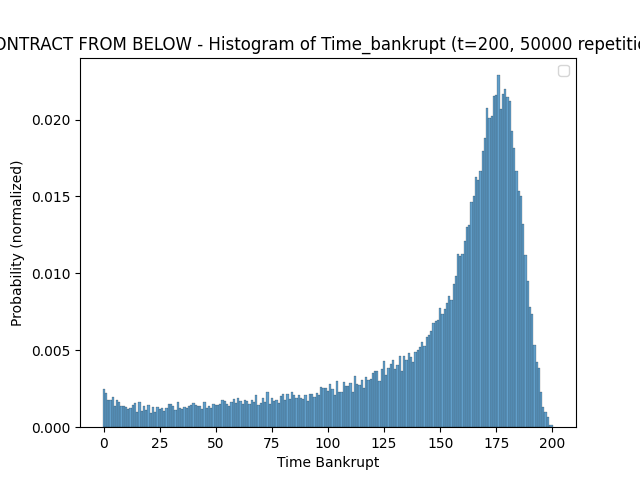 ONTRACT FROM BELOW - Histogram of Time_bankrupt (t=200, 50000 repetitio
0.020
0.015
0.010
0.005
0.000
Probability (normalized)
0 25 50 75 100 125 150 175 200
Time Bankrupt